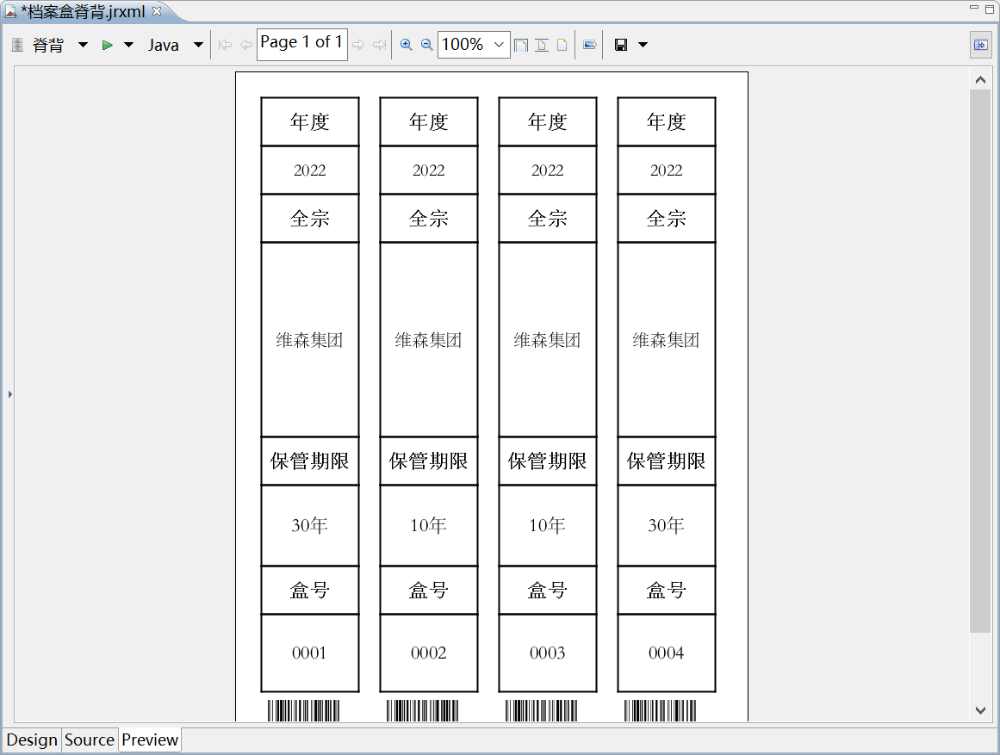 *档案盒脊背.jrxml
脊背 Java Page 1 of 1 100%
年度 年度 年度 年度
2022 2022 2022 2022
全宗 全宗 全宗 全宗
维森集团 维森集团 维森集团 维森集团
保管期限 保管期限 保管期限 保管期限
30年 10年 10年 30年
盒号 盒号 盒号 盒号
0001 0002 0003 0004
Design Source Preview